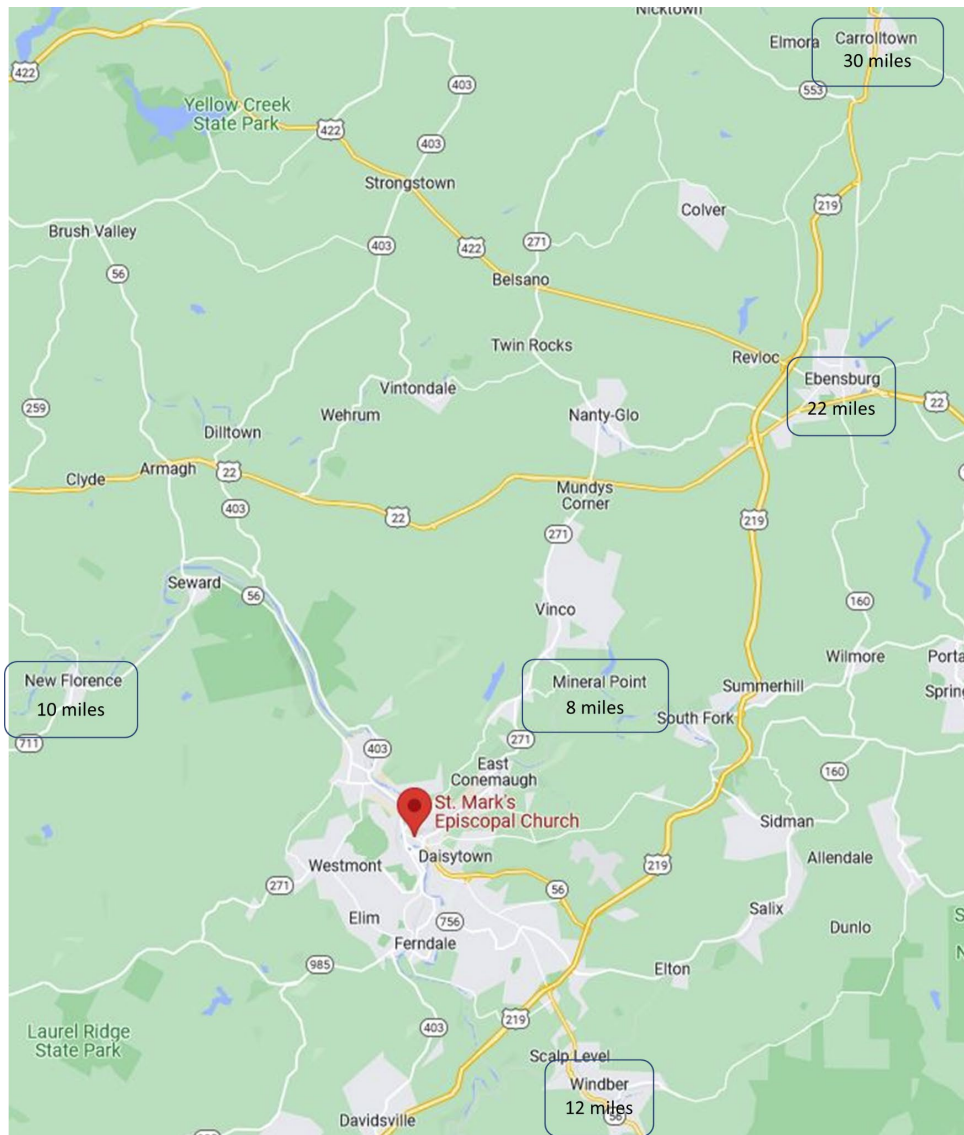 Nicktown
Elmora
Carrolltown
30 miles
422
403
553
Yellow Creek
State Park
422
403
Strongstown
219
Colver
Brush Valley
403
271
422
56
Belsano
Twin Rocks
Revloc
Ebensburg
22 miles
22
Vintondale
259
Wehrum
Nanty-Glo
Dilltown
Armagh
Clyde
22
Mundys
Corner
403
22
219
271
Seward
56
Vinco
160
Wilmore
Porta
New Florence
10 miles
Mineral Point
8 miles
Summerhill
Spring
South Fork
711
403
271
East
Conemaugh
160
St. Mark's
Episcopal Church
Sidman
Westmont
Daisytown
219
Allendale
271
56
Elim
756
Salix
S
Dunlo
Ferndale
N
985
Elton
219
Laurel Ridge
State Park
403
Scalp Level
Windber
12 miles
56
Davidsville